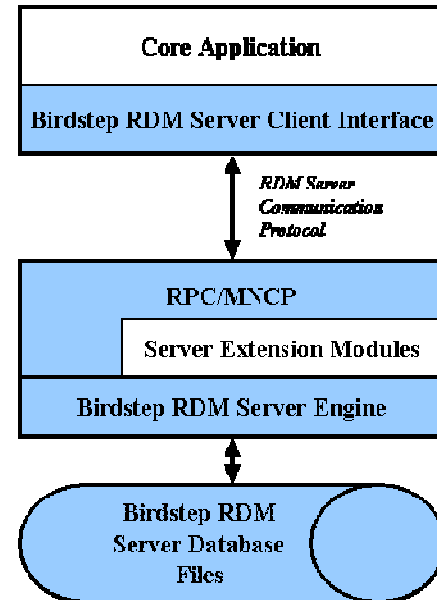 Core Application
Birdstep RDM Server Client Interface
RDM Server
Communication
Protocol
RPC/MNCP
Server Extension Modules
Birdstep RDM Server Engine
Birdstep RDM
Server Database
Files